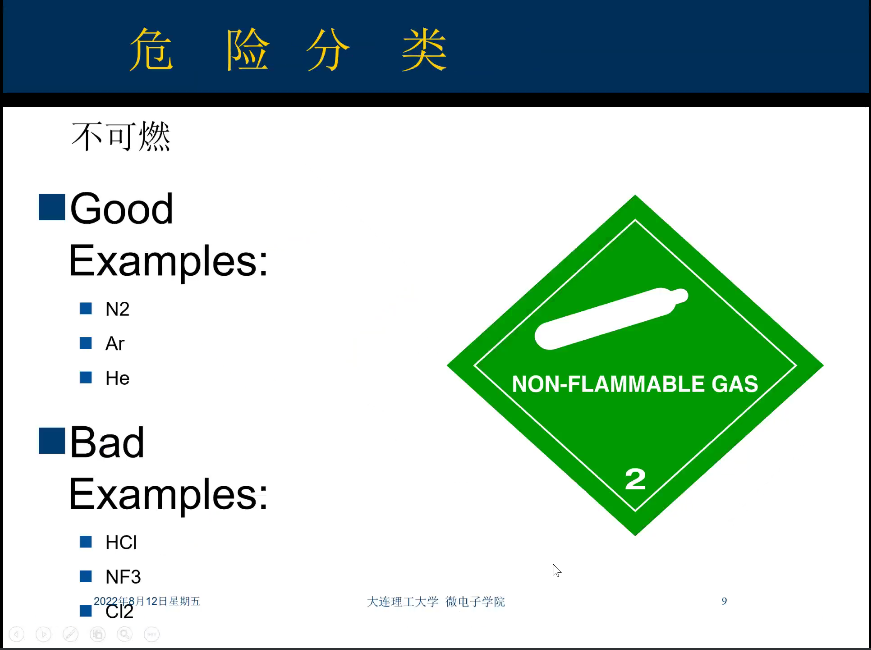 危 险 分 类
不可燃
Good
Examples:
N2
Ar
He
Bad
Examples:
HCl
NF3
Cl2
NON-FLAMMABLE GAS
2
2022年8月12日星期五
大连理工大学 微电子学院
9